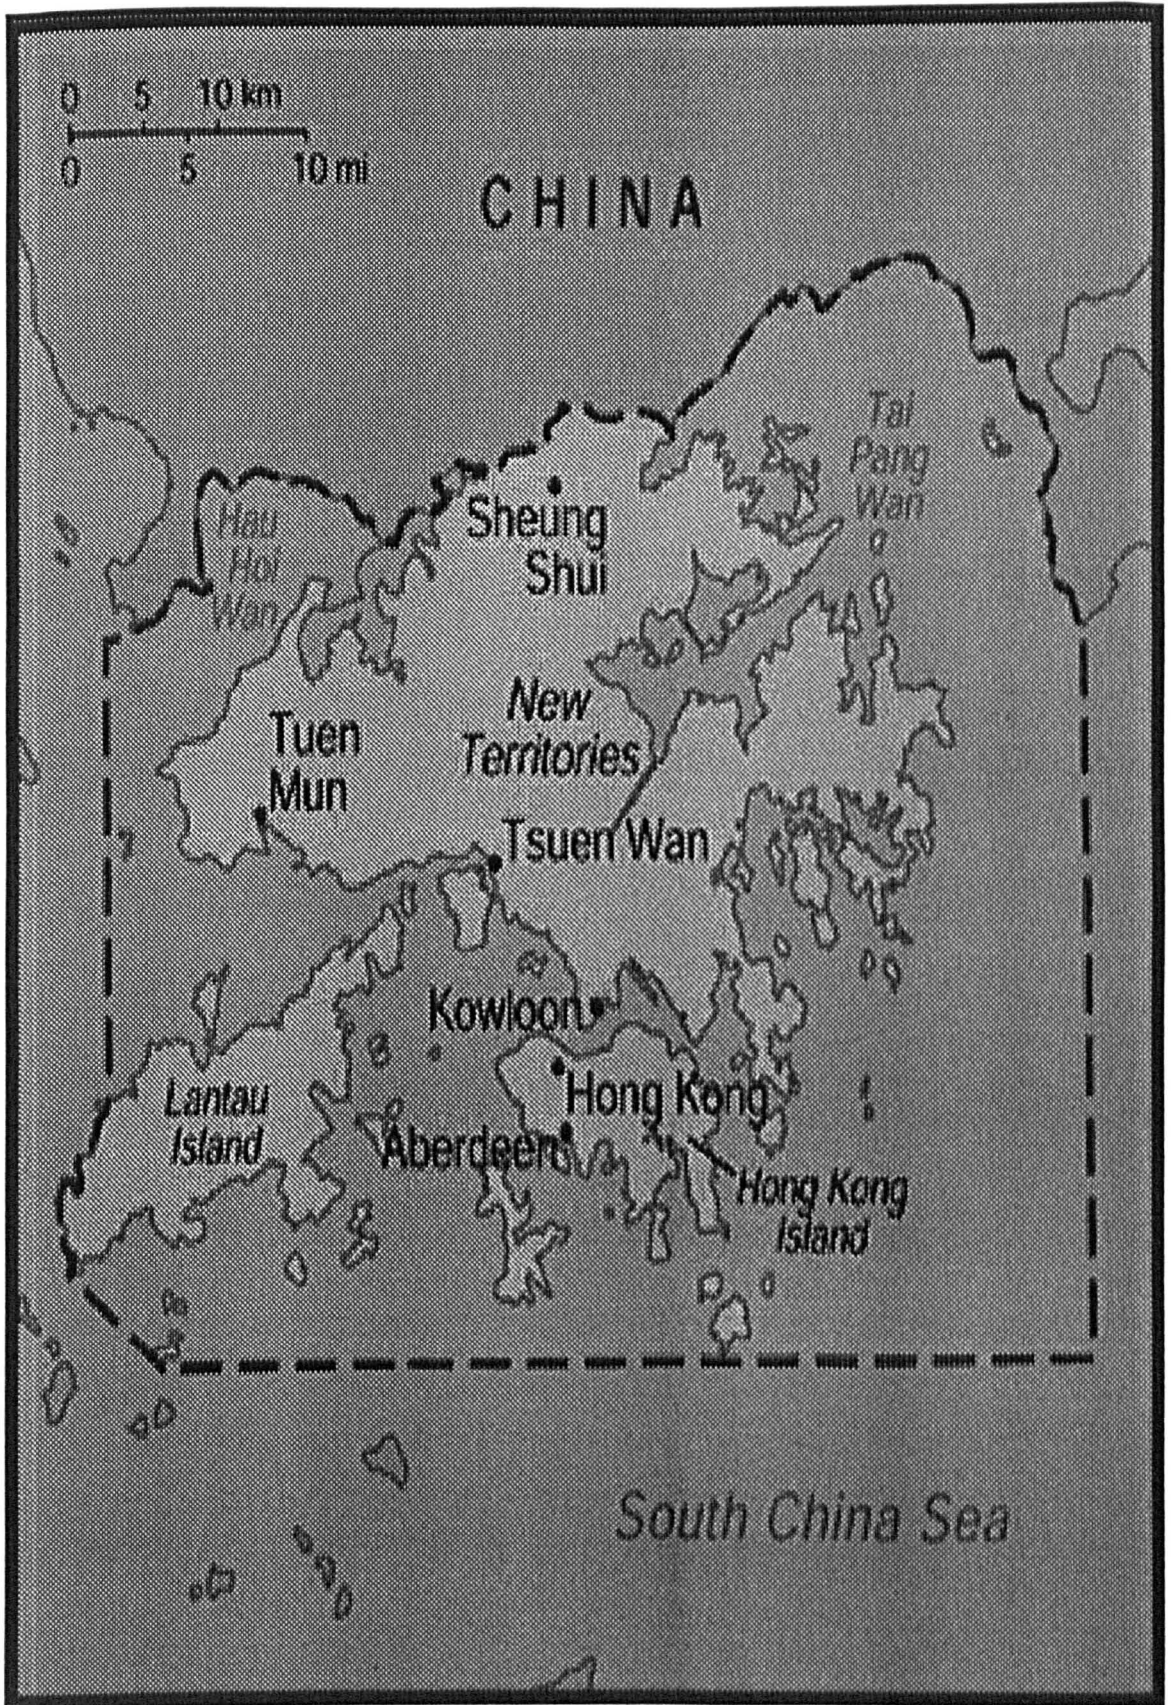 0 5 10 km
0 5 10 mi
CHINA
Tai
Pang
Wan
Hau
Hoi
Wan
Sheung
Shui
New
Territories
Tuen
Mun
Tsuen Wan
Kowloon
Lantau
Island
Hong Kong
Aberdeen
Hong Kong
Island
South China Sea